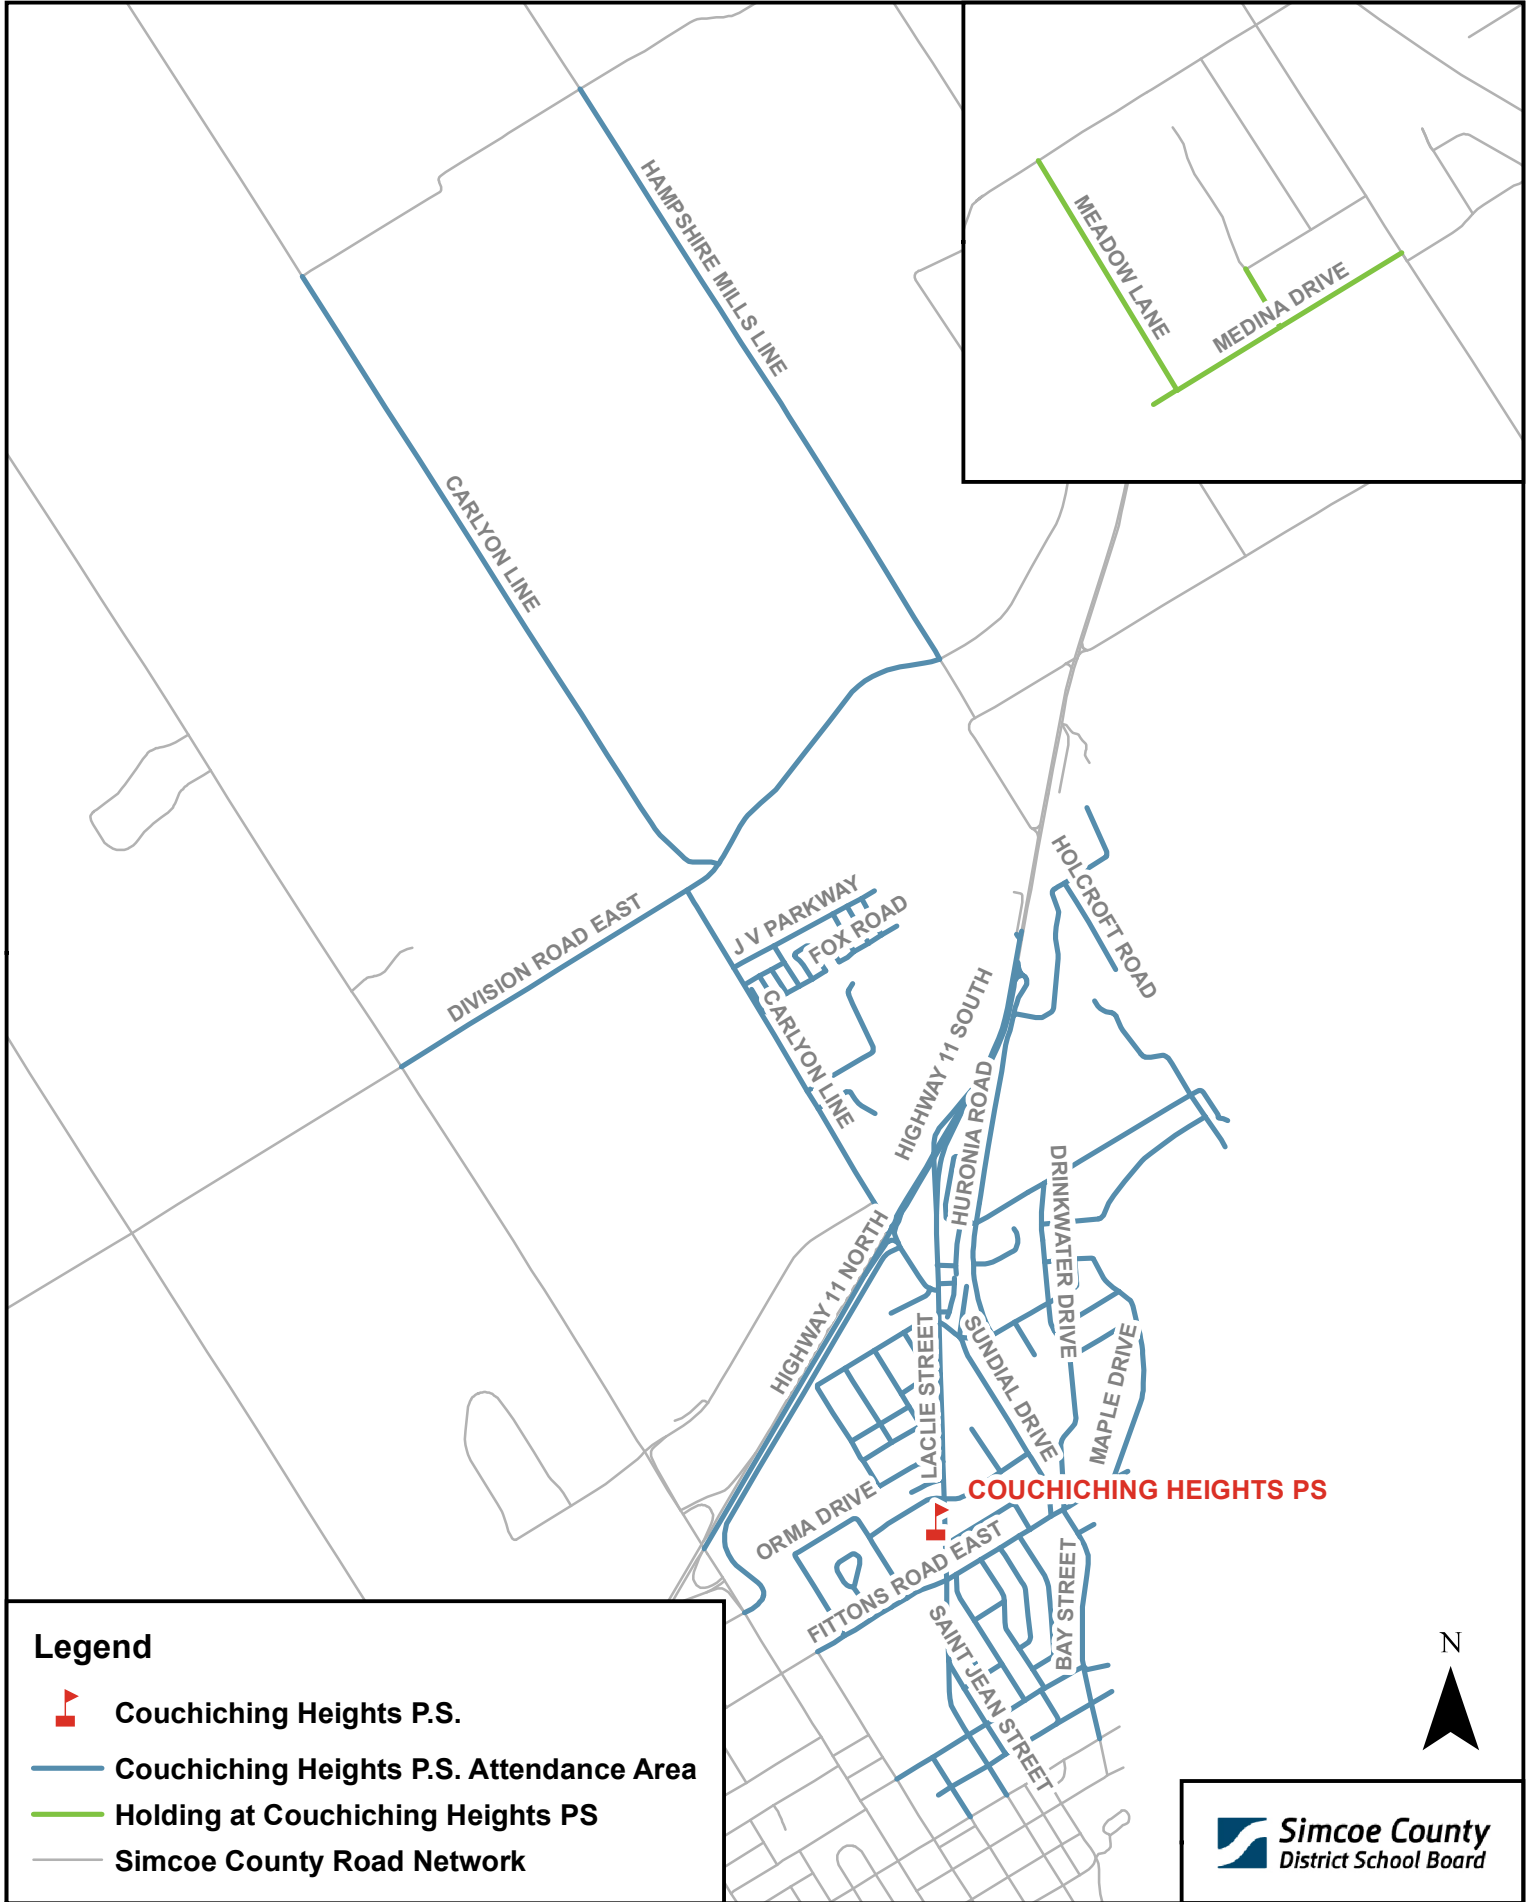 HAMPSHIRE MILLS LINE
MEADOW LANE
MEDINA DRIVE
CARLYON LINE
HOLCROFT ROAD
J V PARKWAY
FOX ROAD
DIVISION ROAD EAST
CARLYON LINE
HIGHWAY 11 SOUTH
HURONIA ROAD
DRINKWATER DRIVE
HIGHWAY 11 NORTH
LACLIE STREET
SUNDIAL DRIVE
MAPLE DRIVE
COUCHICHING HEIGHTS PS
ORMA DRIVE
FITTONS ROAD EAST
BAY STREET
SAINT JEAN STREET
N
Legend
Couchiching Heights P.S.
Couchiching Heights P.S. Attendance Area
Holding at Couchiching Heights PS
Simcoe County Road Network
Simcoe County
District School Board